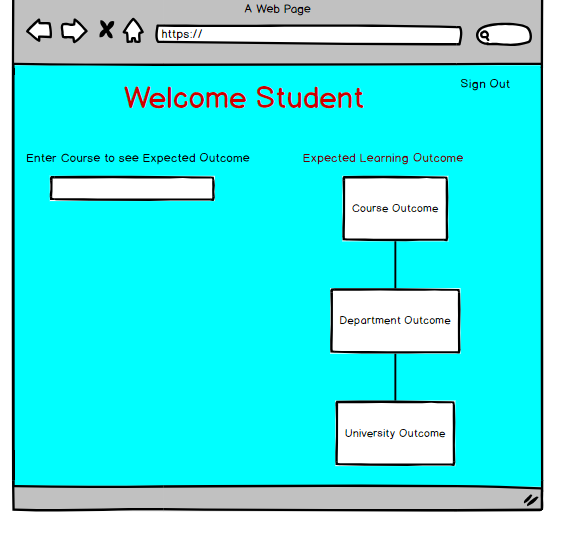 A Web Page
https://
Sign Out
Welcome Student
Enter Course to see Expected Outcome
Expected Learning Outcome
Course Outcome
Department Outcome
University Outcome